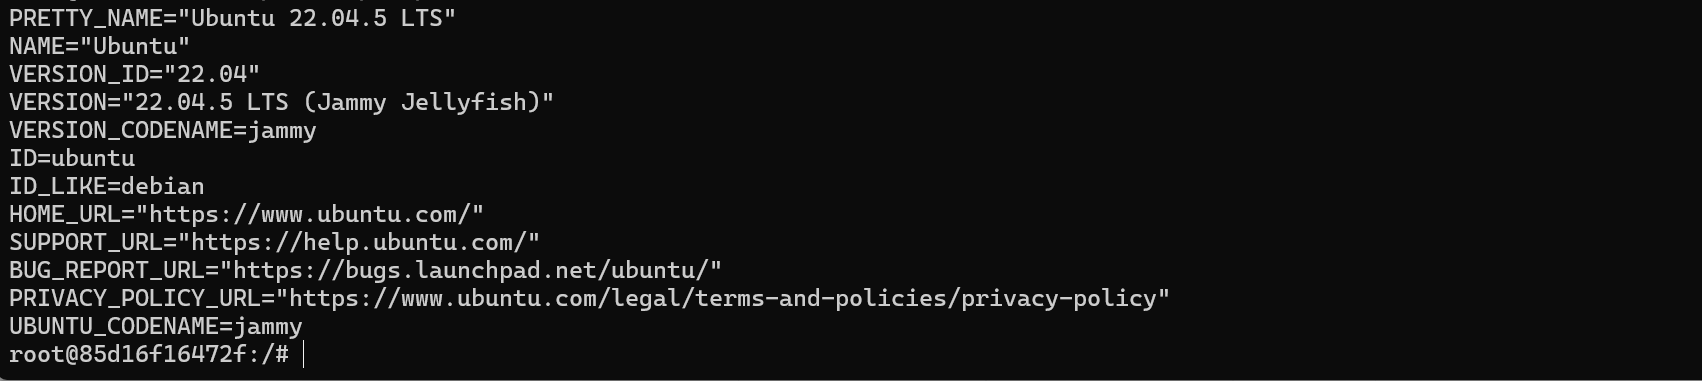 PRETTY_NAME="Ubuntu 22.04.5 LTS"
NAME="Ubuntu"
VERSION_ID="22.04"
VERSION="22.04.5 LTS (Jammy Jellyfish)"
VERSION_CODENAME=jammy
ID=ubuntu
ID_LIKE=debian
HOME_URL="https://www.ubuntu.com/"
SUPPORT_URL="https://help.ubuntu.com/"
BUG_REPORT_URL="https://bugs.launchpad.net/ubuntu/"
PRIVACY_POLICY_URL="https://www.ubuntu.com/legal/terms-and-policies/privacy-policy"
UBUNTU_CODENAME=jammy
root@85d16f16472f:/#